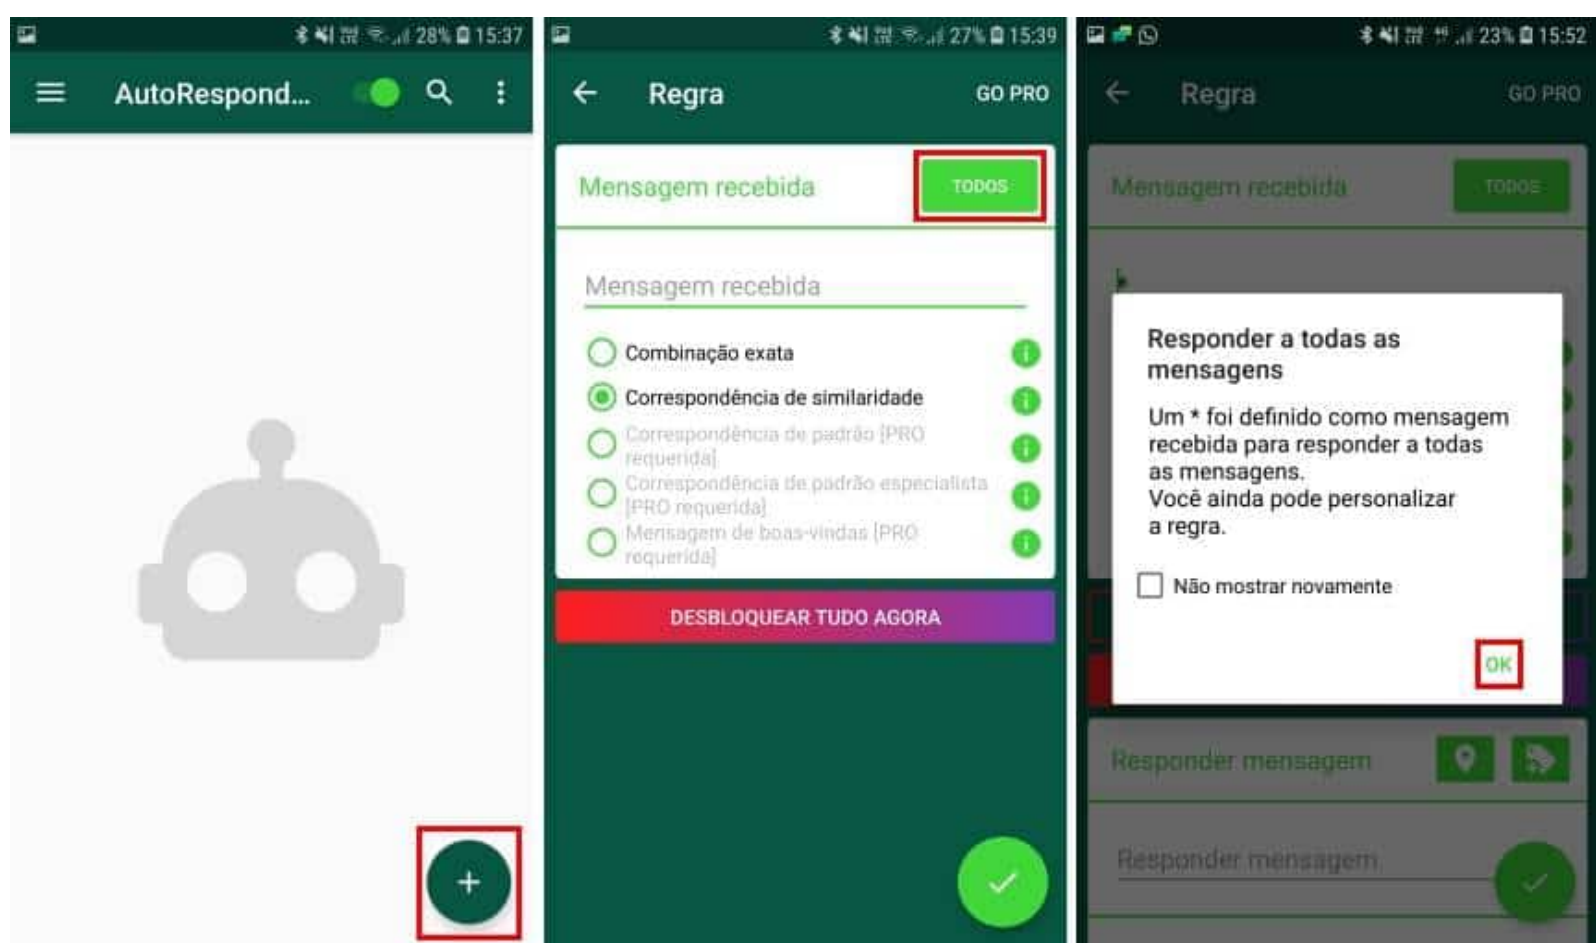 28% 15:37
AutoRespond...
27% 15:39
Regra
GO PRO
Mensagem recebida
TODOS
Mensagem recebida
Combinação exata
Correspondência de similaridade
Correspondência de padrão [PRO
requerida]
Correspondência de padrão especialista
[PRO requerida]
Mensagem de boas-vindas [PRO
requerida]
DESBLOQUEAR TUDO AGORA
23% 15:52
Regra
GO PRO
Mensagem recebida
TODOS
Responder a todas as
mensagens
Um * foi definido como mensagem
recebida para responder a todas
as mensagens.
Você ainda pode personalizar
a regra.
Não mostrar novamente
OK
Responder mensagem
Responder mensagem